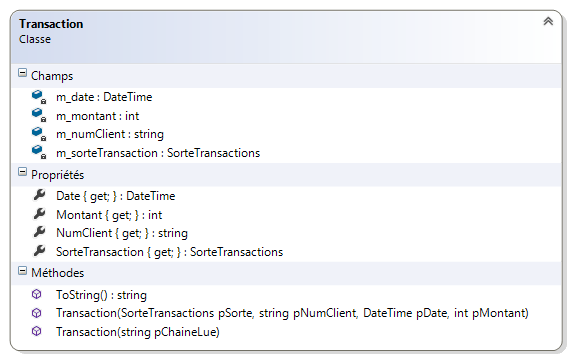 Transaction
Classe
Champs
m_date : DateTime
m_montant : int
m_numClient : string
m_sorteTransaction : SorteTransactions
Propriétés
Date { get; } : DateTime
Montant { get; } : int
NumClient { get; } : string
SorteTransaction { get; } : SorteTransactions
Méthodes
ToString() : string
Transaction(SorteTransactions pSorte, string pNumClient, DateTime pDate, int pMontant)
Transaction(string pChaineLue)